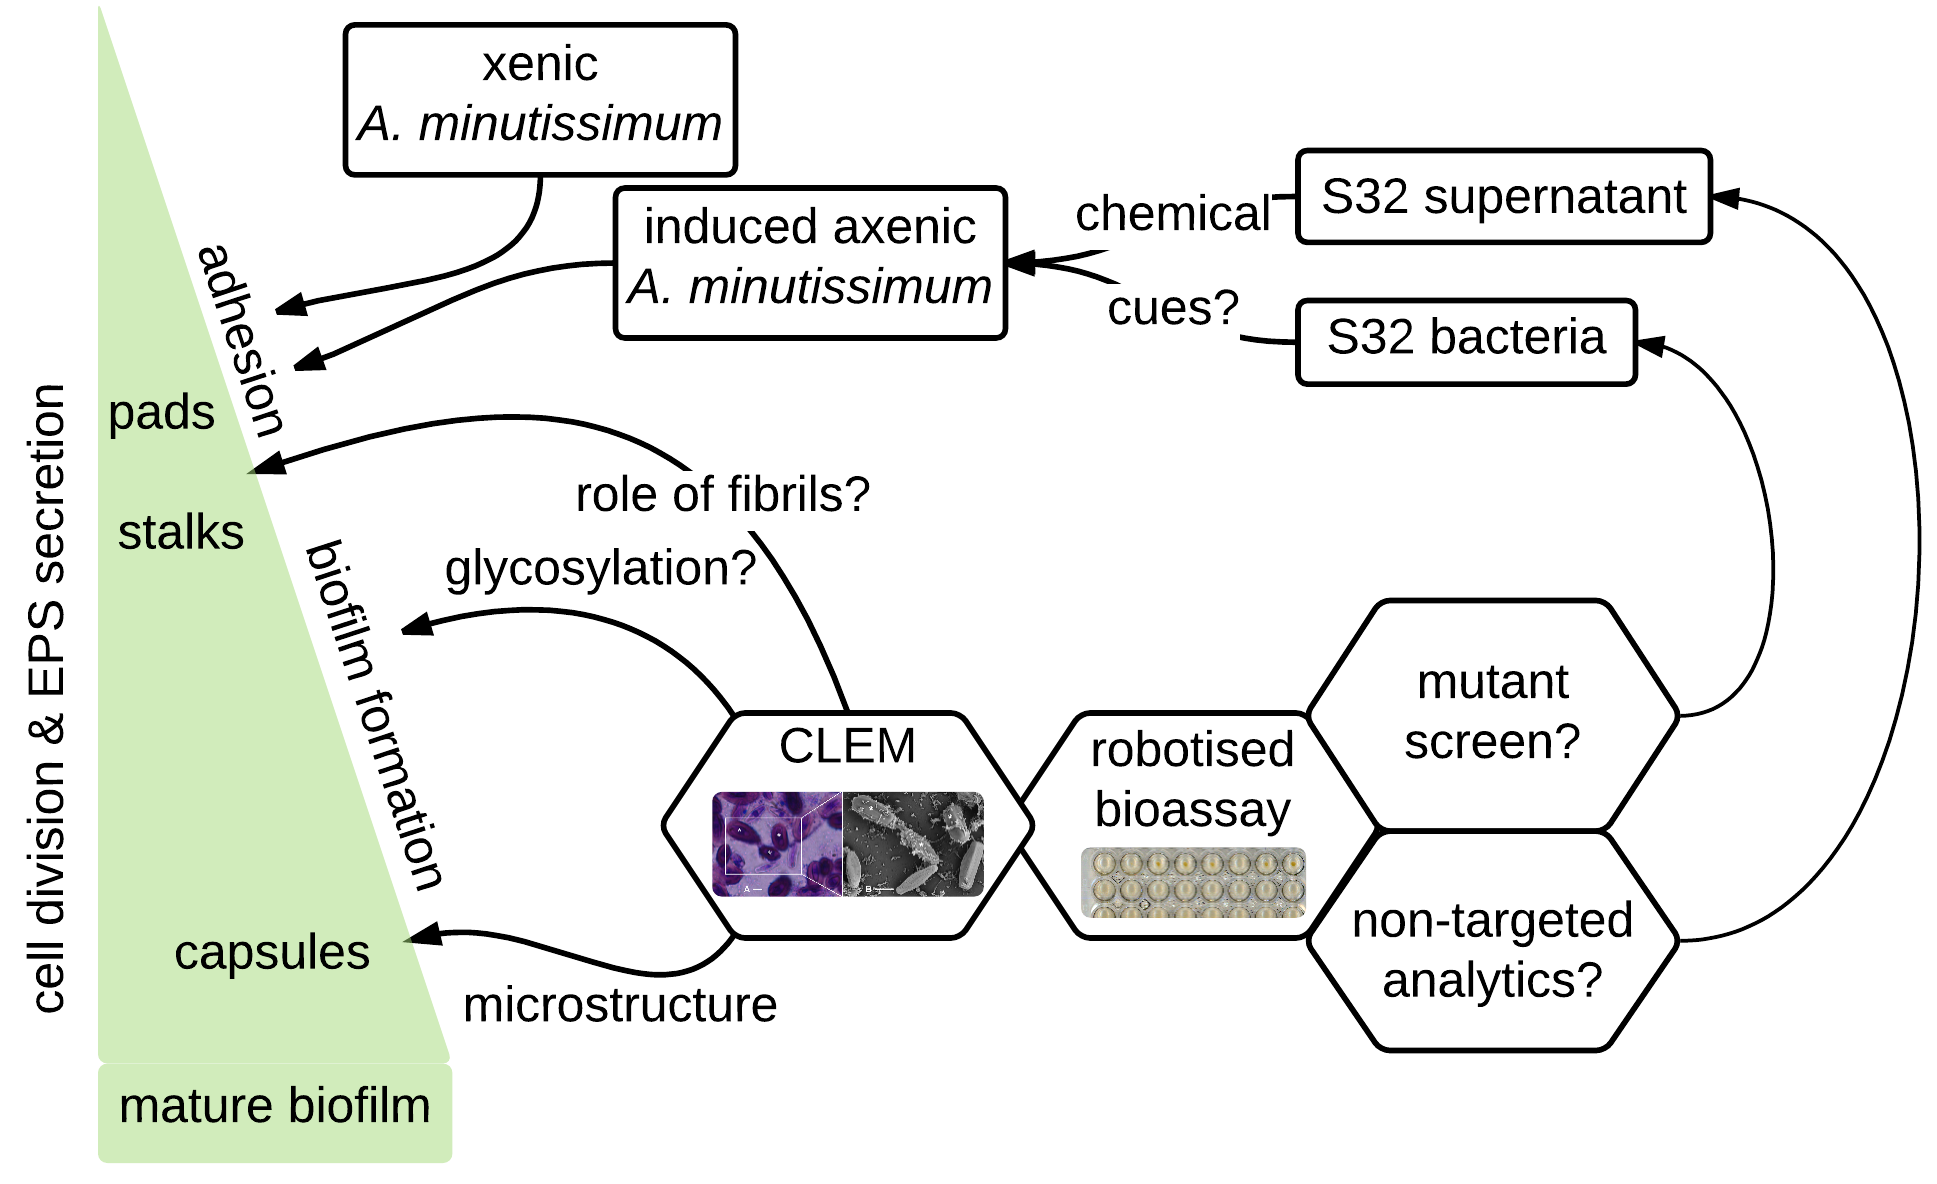 xenic
A. minutissimum
induced axenic
A. minutissimum
chemical
cues?
S32 supernatant
S32 bacteria
adhesion
pads
stalks
cell division & EPS secretion
role of fibrils?
glycosylation?
biofilm formation
capsules
microstructure
mature biofilm
CLEM
A
B
robotised
bioassay
mutant
screen?
non-targeted
analytics?